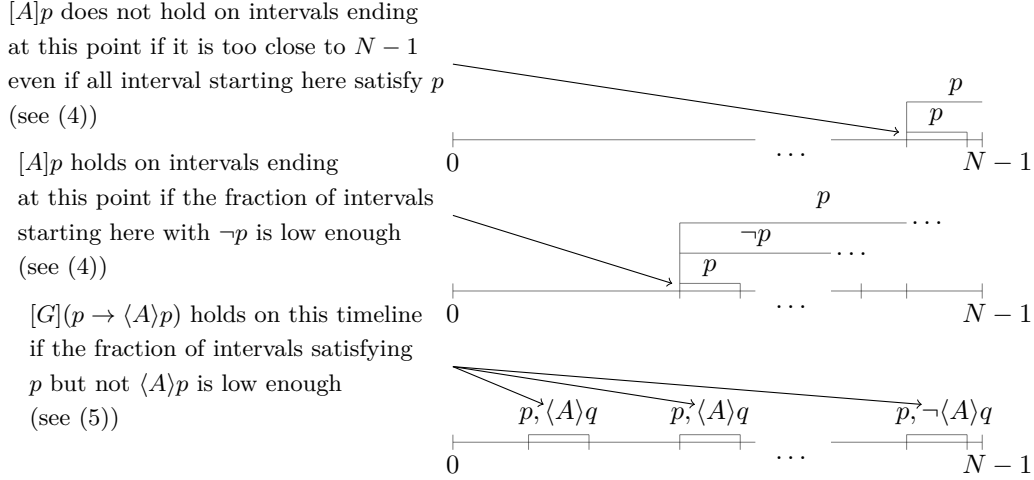 [A]p does not hold on intervals ending
at this point if it is too close to N − 1
even if all interval starting here satisfy p
(see (4))
p
p
0
. . .
N − 1
[A]p holds on intervals ending
at this point if the fraction of intervals
starting here with ¬p is low enough
(see (4))
p
. . .
¬p
. . .
p
0
. . .
N − 1
[G](p → ⟨A⟩p) holds on this timeline
if the fraction of intervals satisfying
p but not ⟨A⟩p is low enough
(see (5))
p, ⟨A⟩q p, ⟨A⟩q p, ¬⟨A⟩q
0
. . .
N − 1